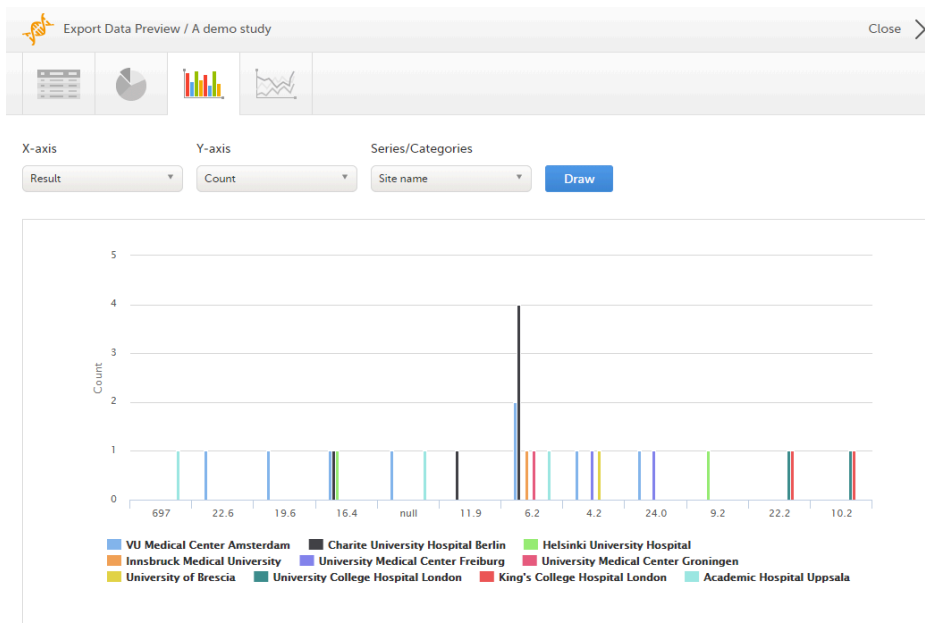 Export Data Preview / A demo study Close
X-axis Y-axis Series/Categories
Result Count Site name Draw
5
4
3
2
1
0
Count
697 22.6 19.6 16.4 null 11.9 6.2 4.2 24.0 9.2 22.2 10.2
VU Medical Center Amsterdam Charite University Hospital Berlin Helsinki University Hospital
Innsbruck Medical University University Medical Center Freiburg University Medical Center Groningen
University of Brescia University College Hospital London King's College Hospital London Academic Hospital Uppsala